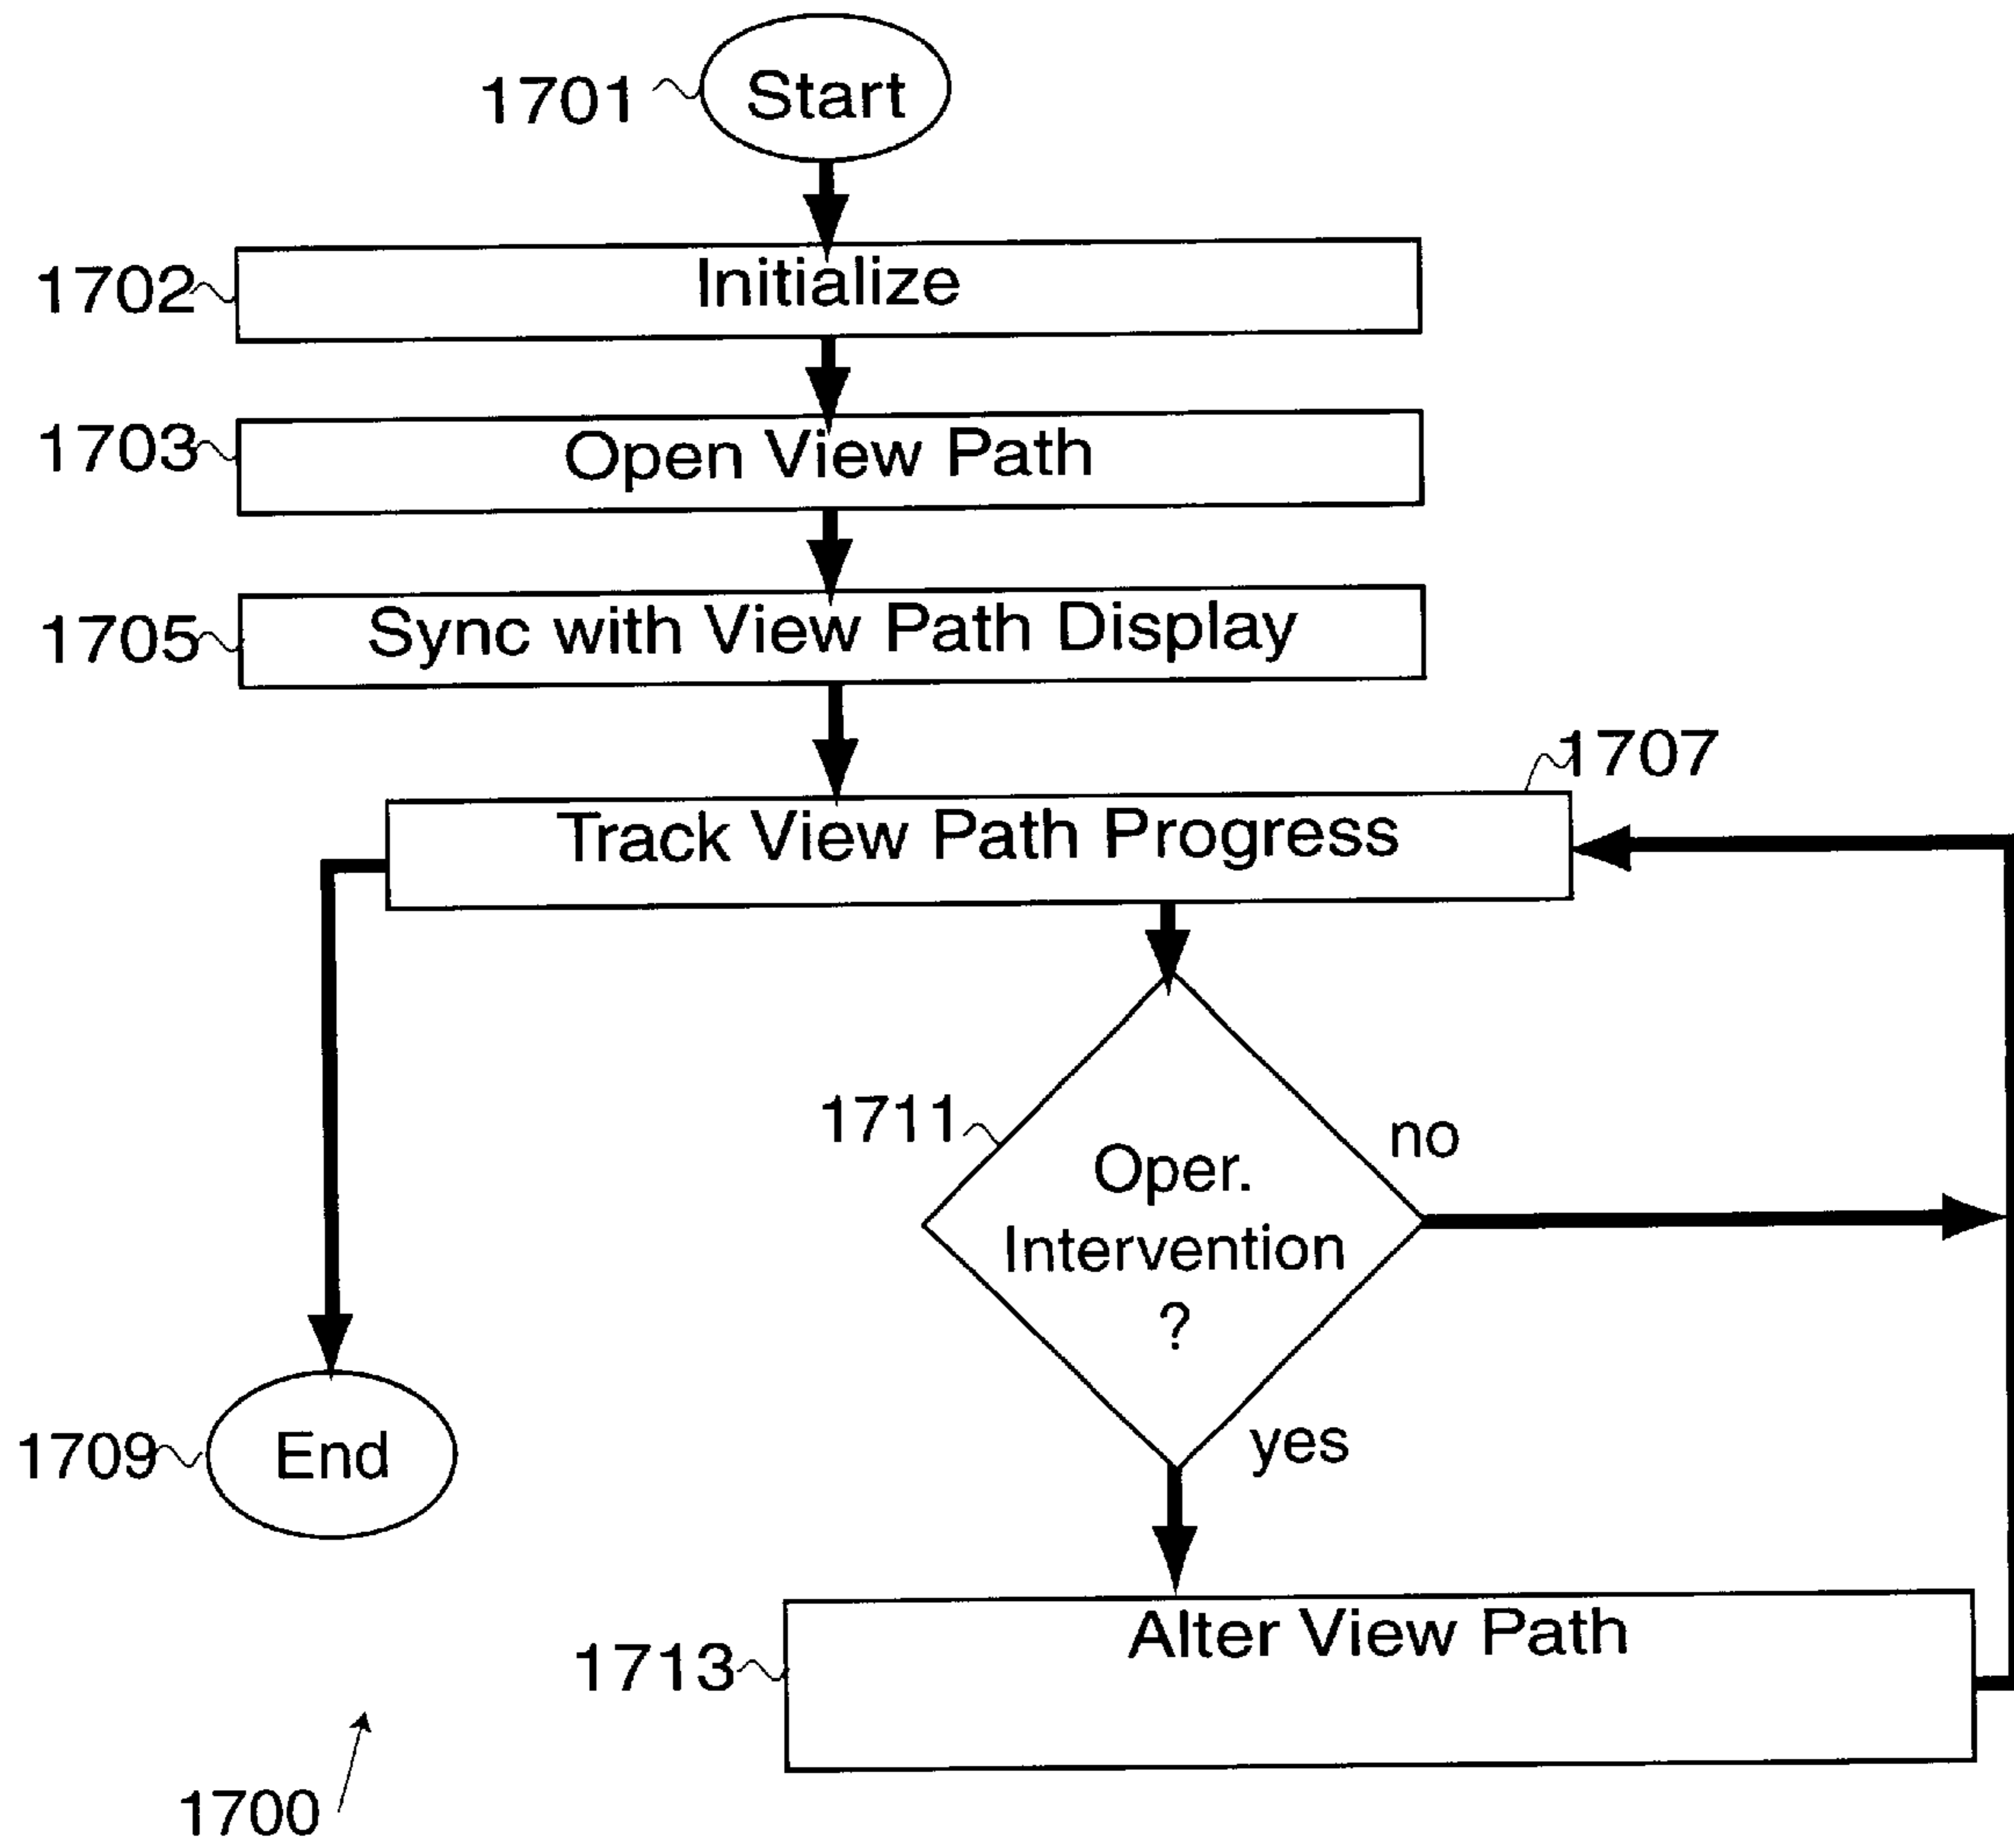 1701
Start
1702
Initialize
1703
Open View Path
1705
Sync with View Path Display
1707
Track View Path Progress
1711
Oper.
Intervention
?
no
yes
1709
End
1713
Alter View Path
1700